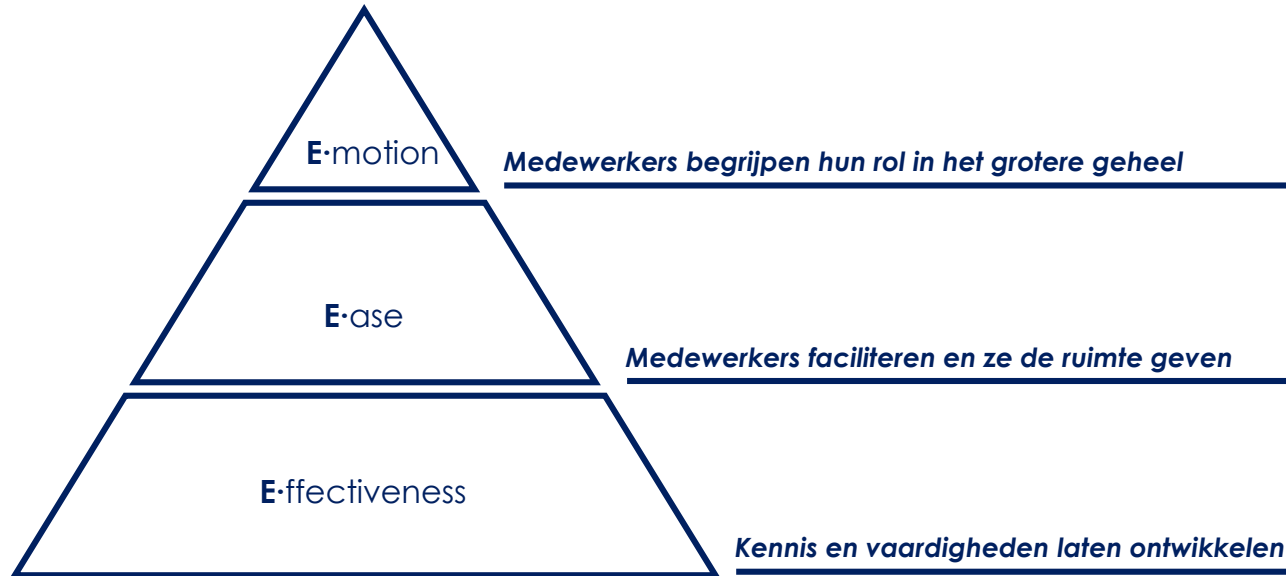 E·motion
Medewerkers begrijpen hun rol in het grotere geheel
E·ase
Medewerkers faciliteren en ze de ruimte geven
E·ffectiveness
Kennis en vaardigheden laten ontwikkelen